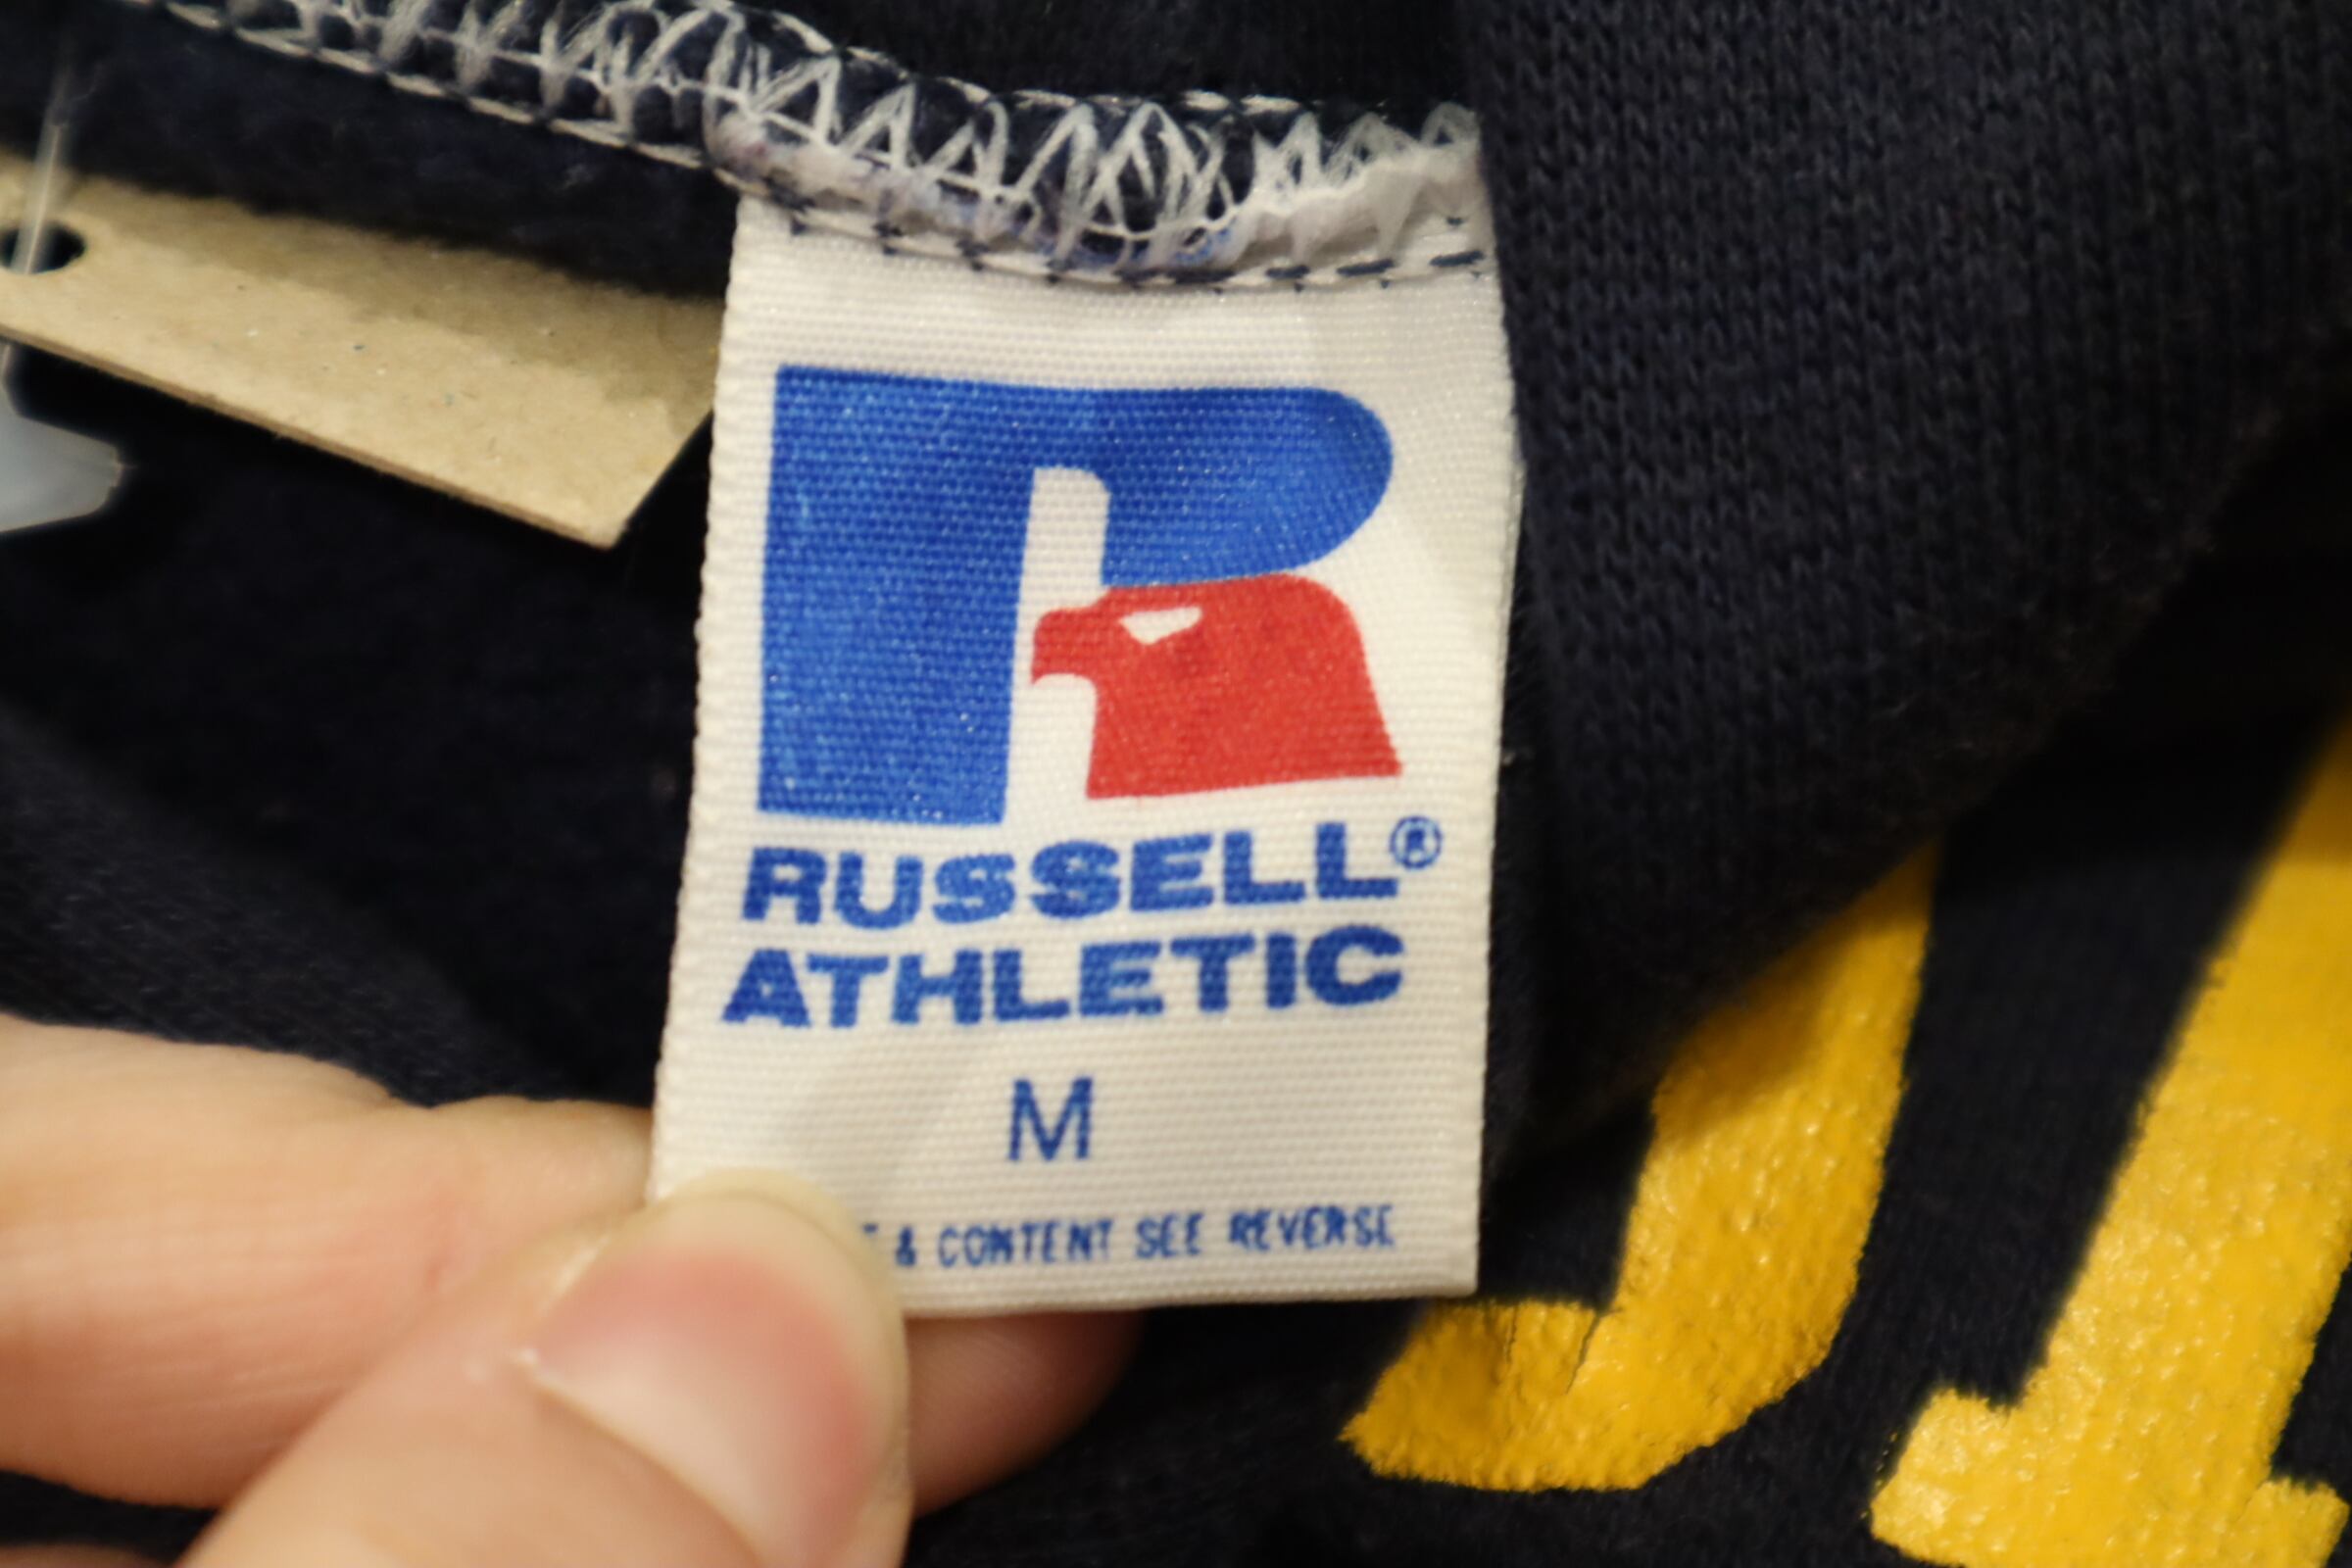 RUSSELL®
ATHLETIC
M
& CONTENT SEE REVERSE